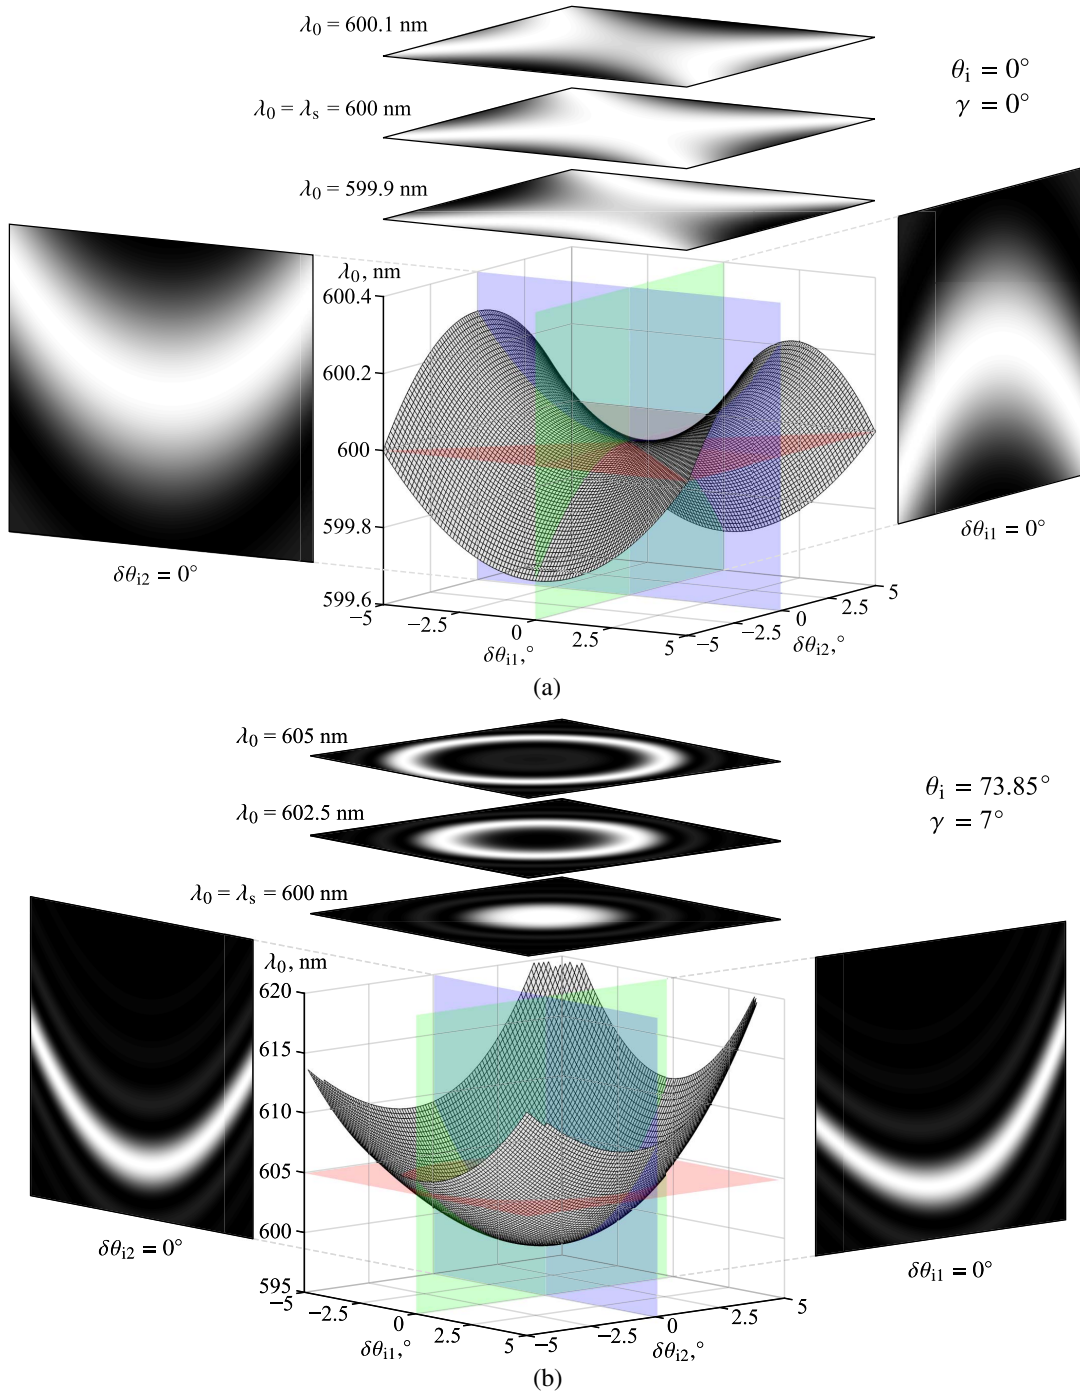 λ₀ = 600.1 nm
θᵢ = 0°
γ = 0°
λ₀ = λₛ = 600 nm
λ₀ = 599.9 nm
λ₀, nm
600.4
600.2
600
599.8
599.6
δθᵢ₂ = 0°
δθᵢ₁ = 0°
−5
−2.5
0
2.5
5
δθᵢ₁,°
−5
−2.5
0
2.5
5
δθᵢ₂,°
(a)
λ₀ = 605 nm
θᵢ = 73.85°
γ = 7°
λ₀ = 602.5 nm
λ₀ = λₛ = 600 nm
λ₀, nm
620
615
610
605
600
595
δθᵢ₂ = 0°
δθᵢ₁ = 0°
−5
−2.5
0
2.5
5
δθᵢ₁,°
−5
−2.5
0
2.5
5
δθᵢ₂,°
(b)